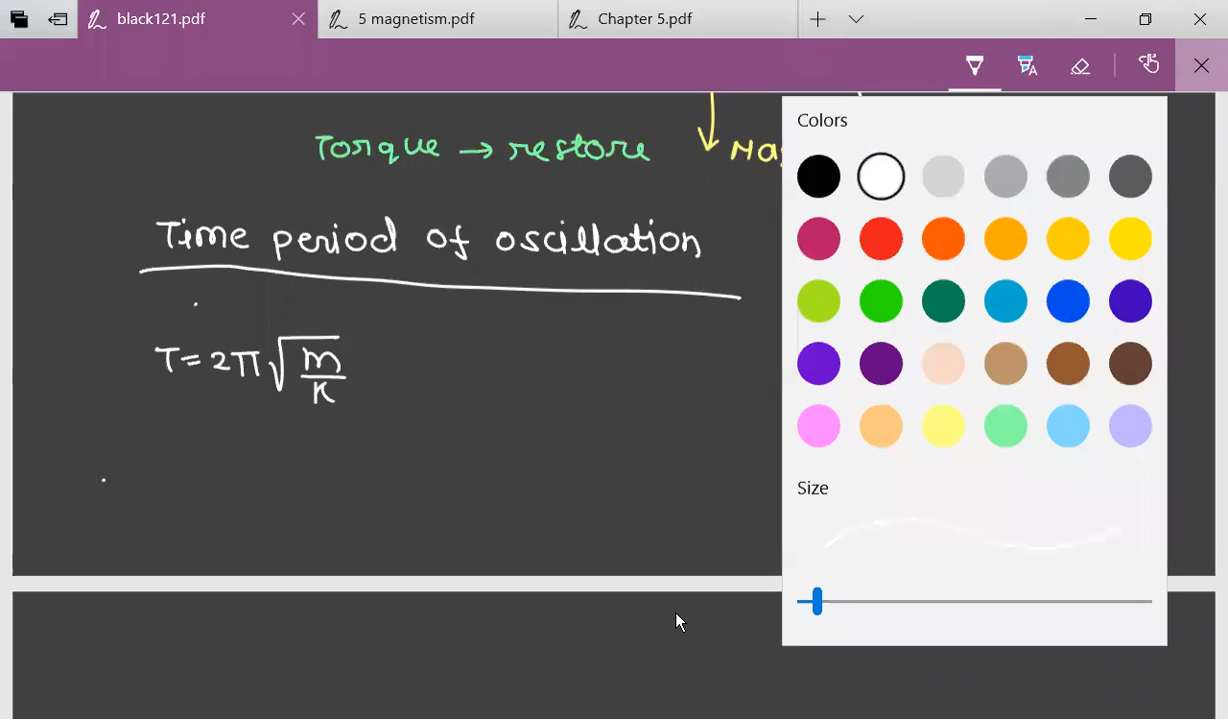 black121.pdf
5 magnetism.pdf
Chapter 5.pdf
Colors
Torque → restore
Time period of oscillation
T = 2π√m/K
Size